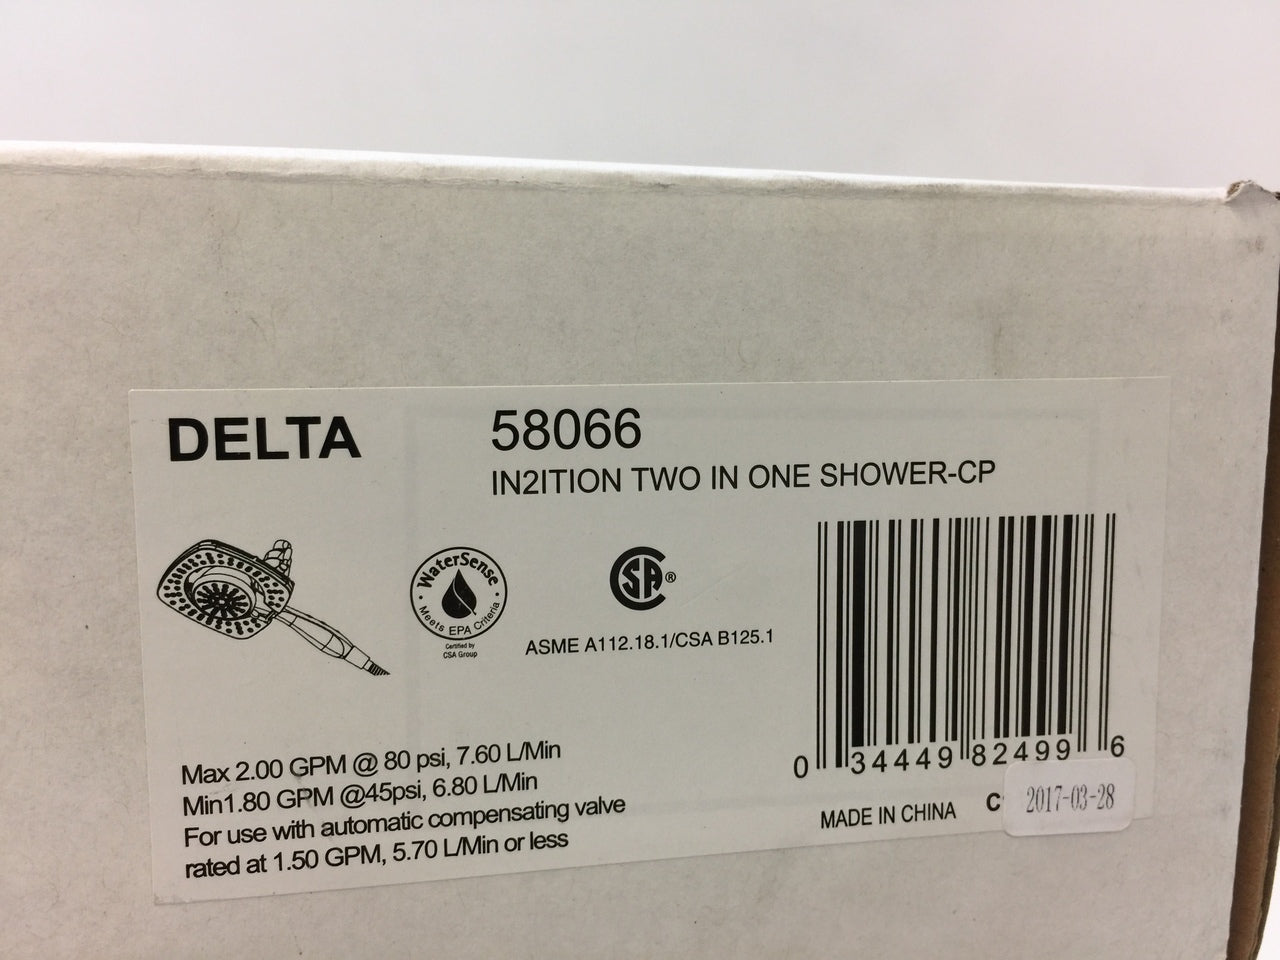 DELTA
58066
IN2ITION TWO IN ONE SHOWER-CP
WaterSense
Meets EPA Criteria
Certified by
CSA Group
CSA®
ASME A112.18.1/CSA B125.1
Max 2.00 GPM @ 80 psi, 7.60 L/Min
Min1.80 GPM @45psi, 6.80 L/Min
For use with automatic compensating valve
rated at 1.50 GPM, 5.70 L/Min or less
0 34449 82499 6
MADE IN CHINA C
2017-03-28